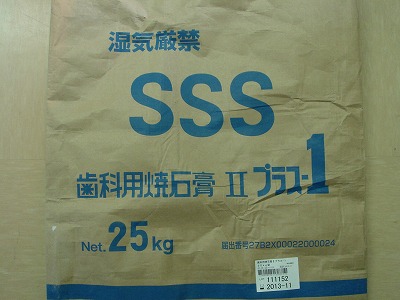 湿気厳禁
SSS
歯科用焼石膏 II プラス-1
Net. 25kg
届出番号27B2X00022000024
111152
2013-11